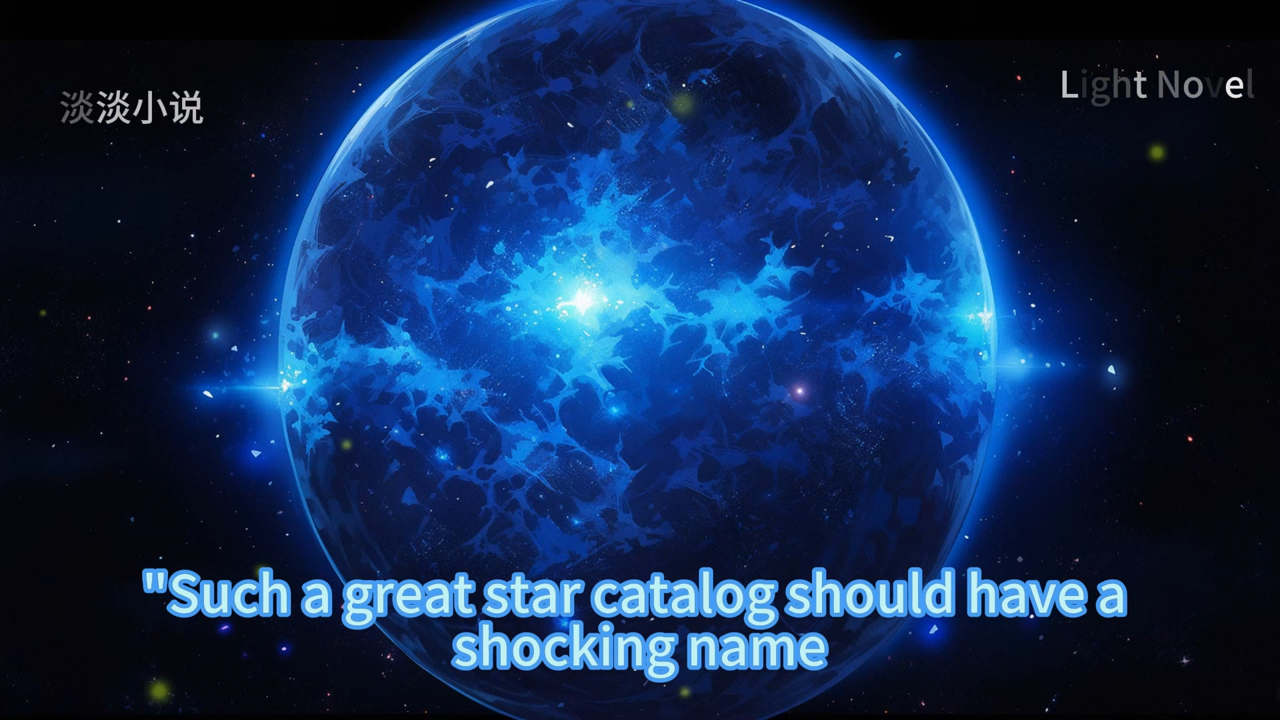 淡淡小说
Light Novel
"Such a great star catalog should have a
shocking name